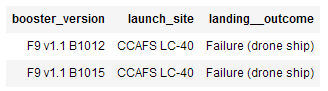 booster_version launch_site landing__outcome
F9 v1.1 B1012 CCAFS LC-40 Failure (drone ship)
F9 v1.1 B1015 CCAFS LC-40 Failure (drone ship)